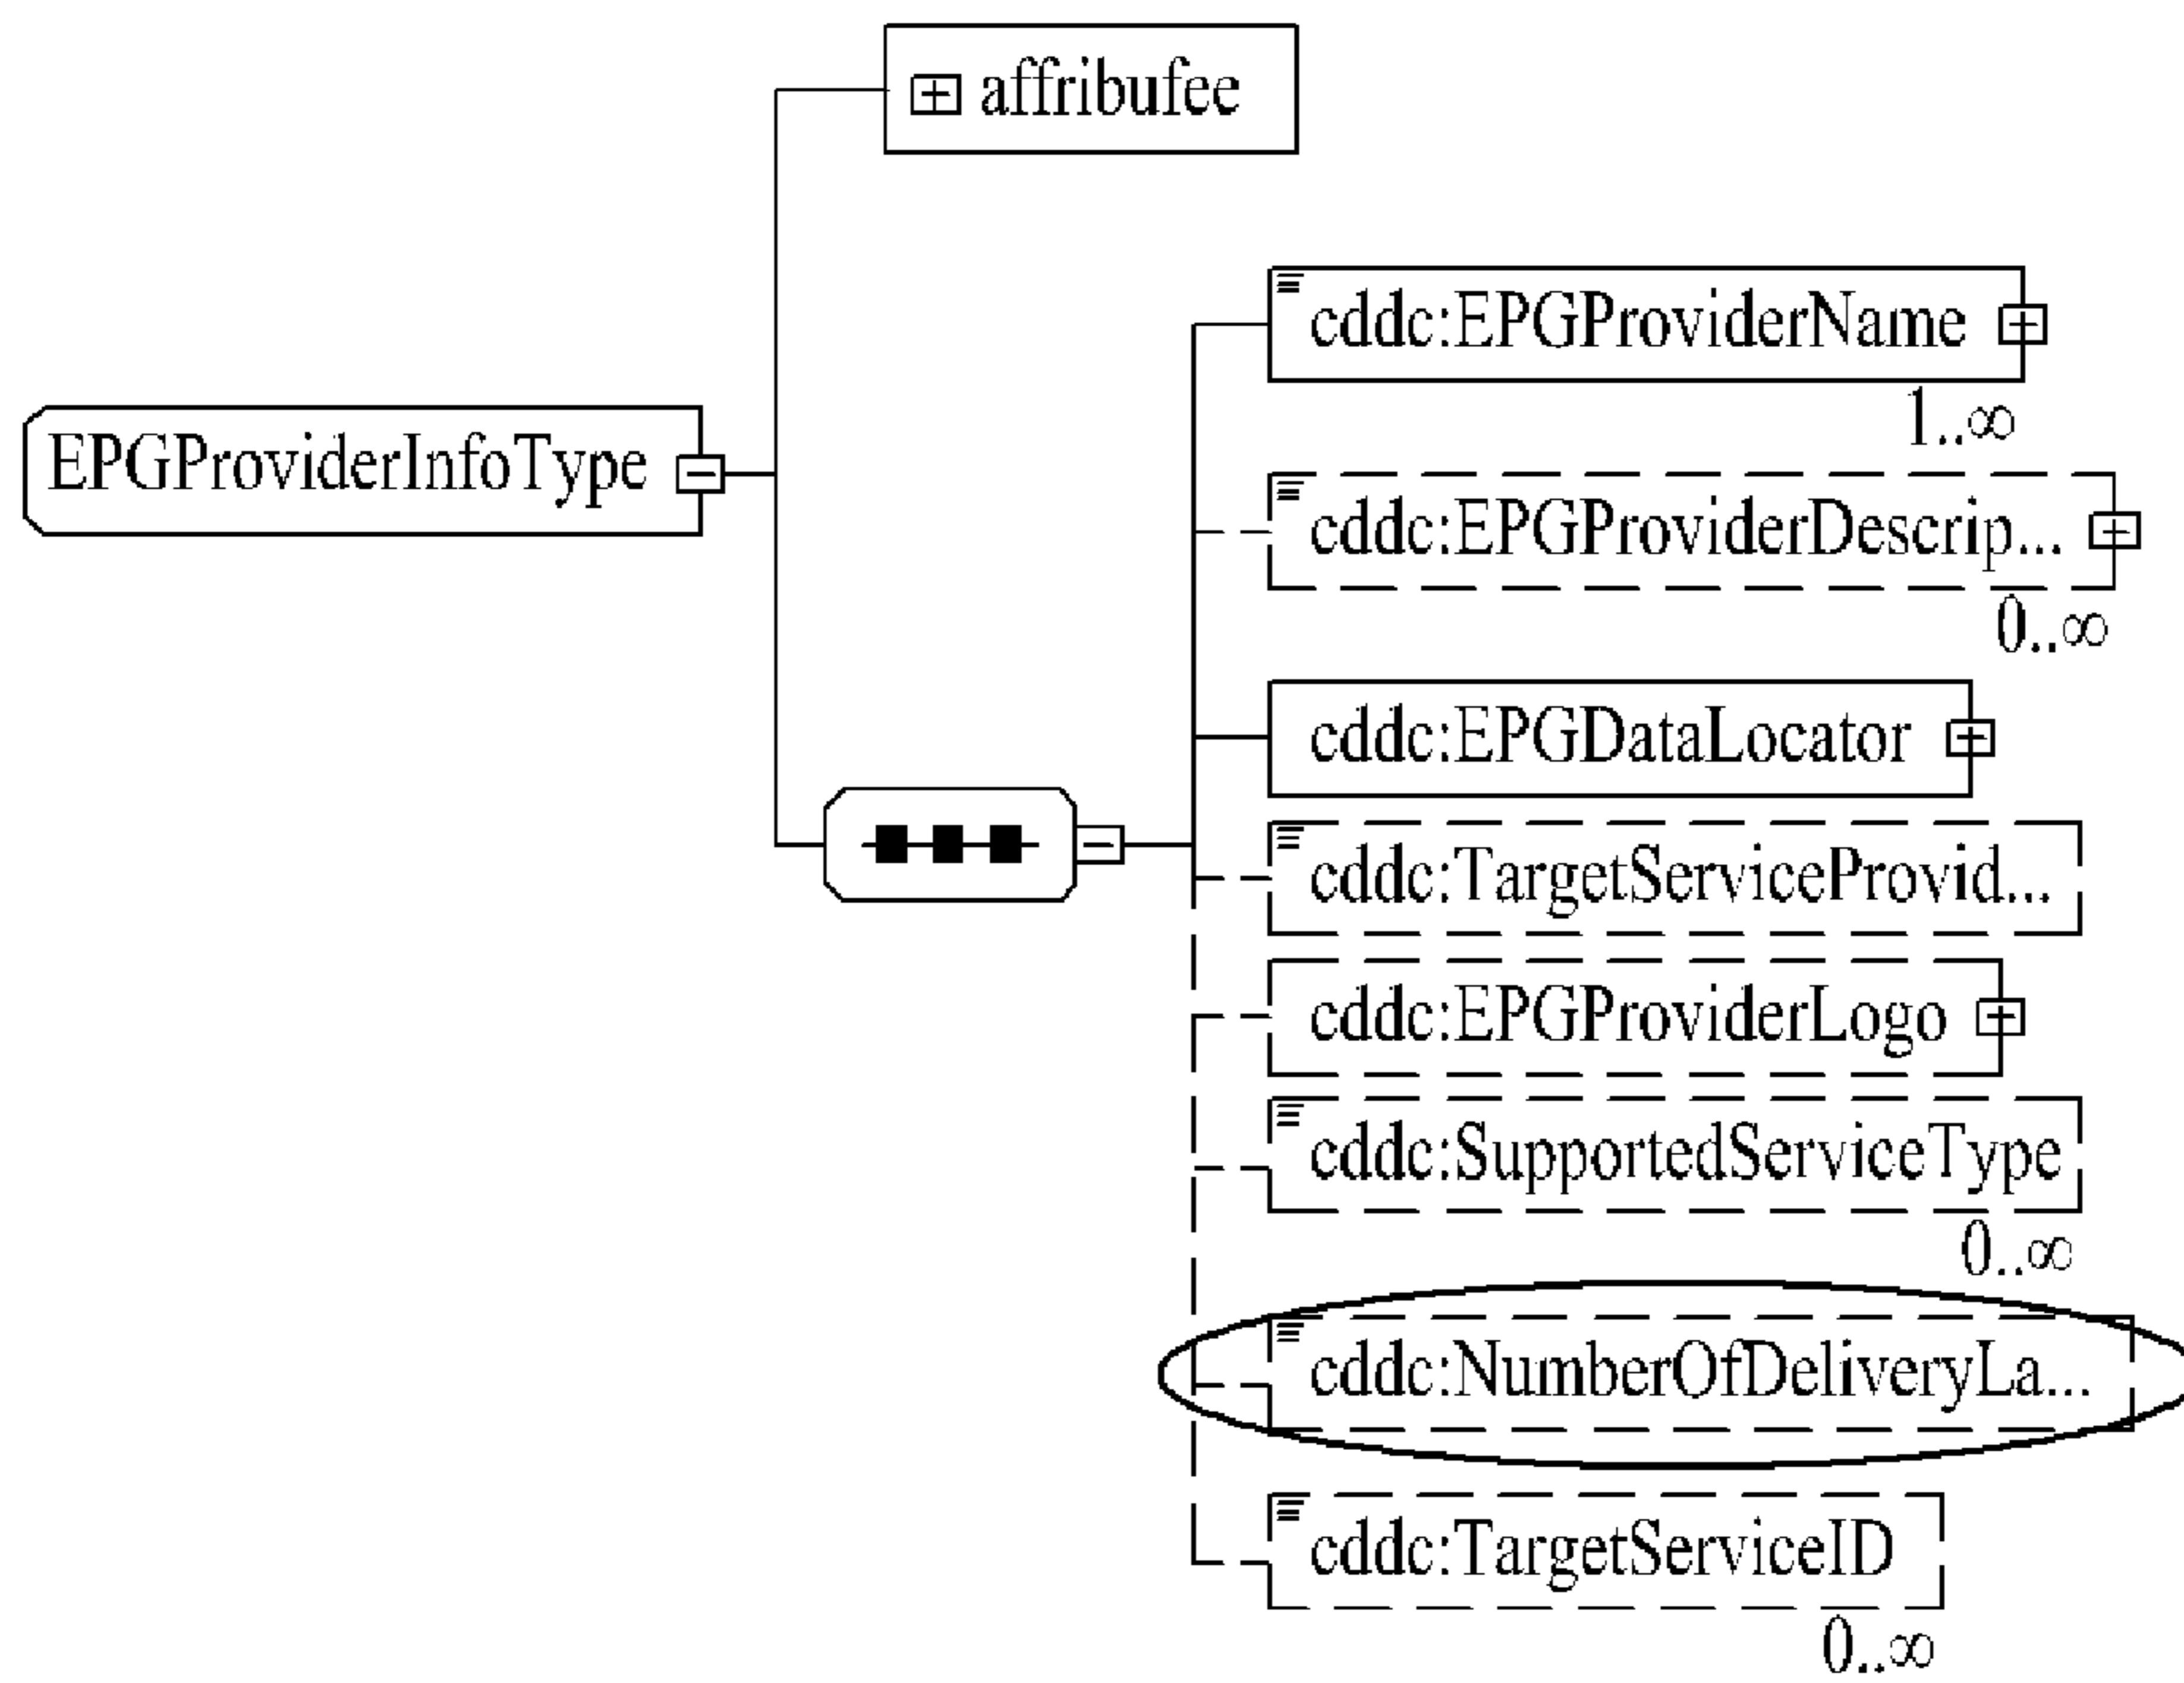 affribufee
cddc:EPGProviderName
1..∞
EPGProviderInfoType
cddc:EPGProviderDescrip...
0..∞
cddc:EPGDataLocator
cddc:TargetServiceProvid...
cddc:EPGProviderLogo
cddc:SupportedServiceType
0..∞
cddc:NumberOfDeliveryLa...
cddc:TargetServiceID
0..∞